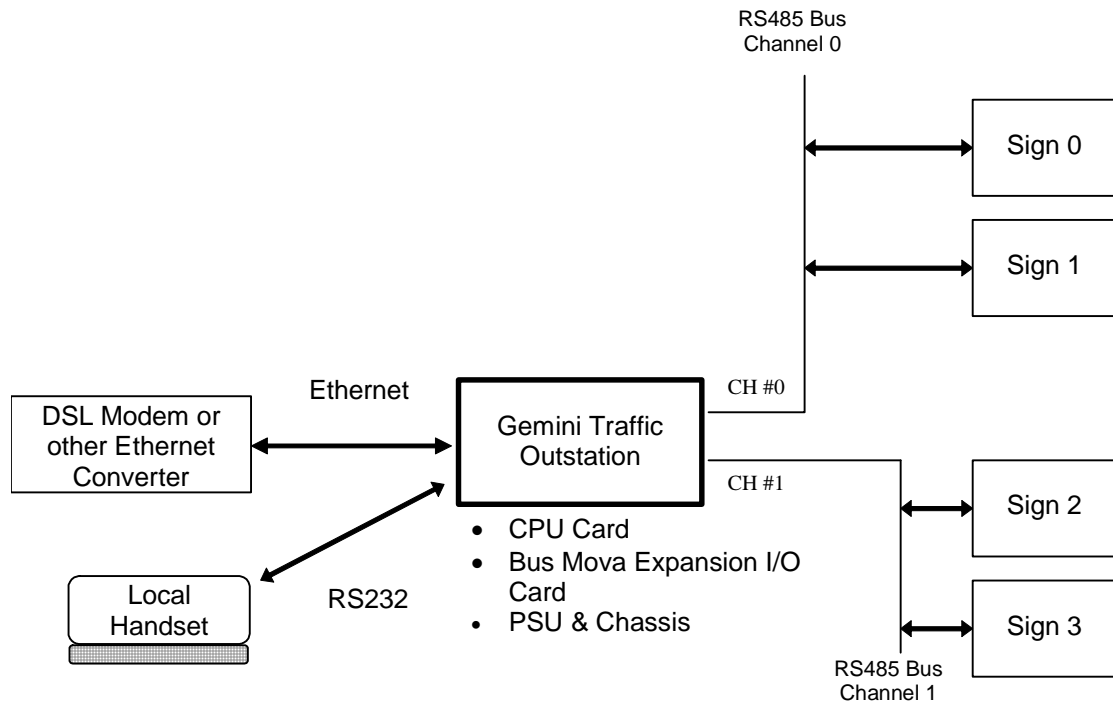 RS485 Bus
Channel 0
Sign 0
Sign 1
Ethernet
CH #0
DSL Modem or
other Ethernet
Converter
Gemini Traffic
Outstation
CH #1
Sign 2
• CPU Card
• Bus Mova Expansion I/O
Card
• PSU & Chassis
Local
Handset
RS232
Sign 3
RS485 Bus
Channel 1